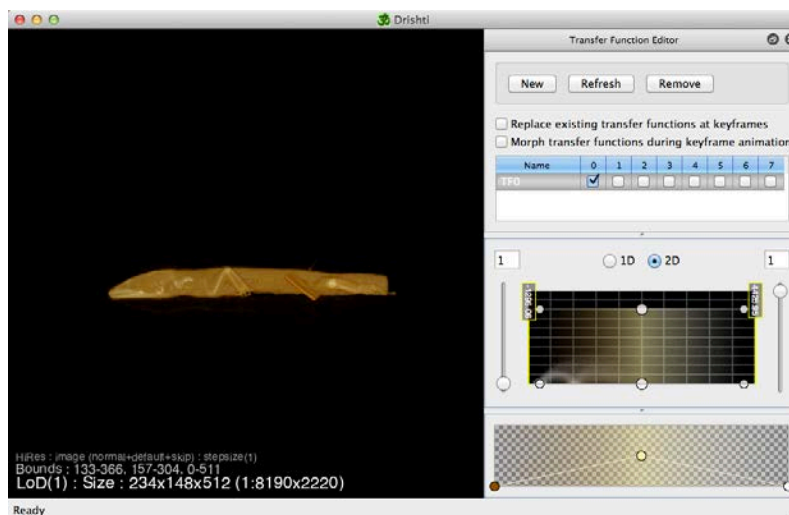 Drishti
Transfer Function Editor
New Refresh Remove
Replace existing transfer functions at keyframes
Morph transfer functions during keyframe animation
Name 0 1 2 3 4 5 6 7
TF0
1 1D 2D 1
HiRes : image (normal+default+skip) : stepsize(1)
Bounds : 133-366, 157-304, 0-511
LoD(1) : Size : 234x148x512 (1:8190x2220)
Ready